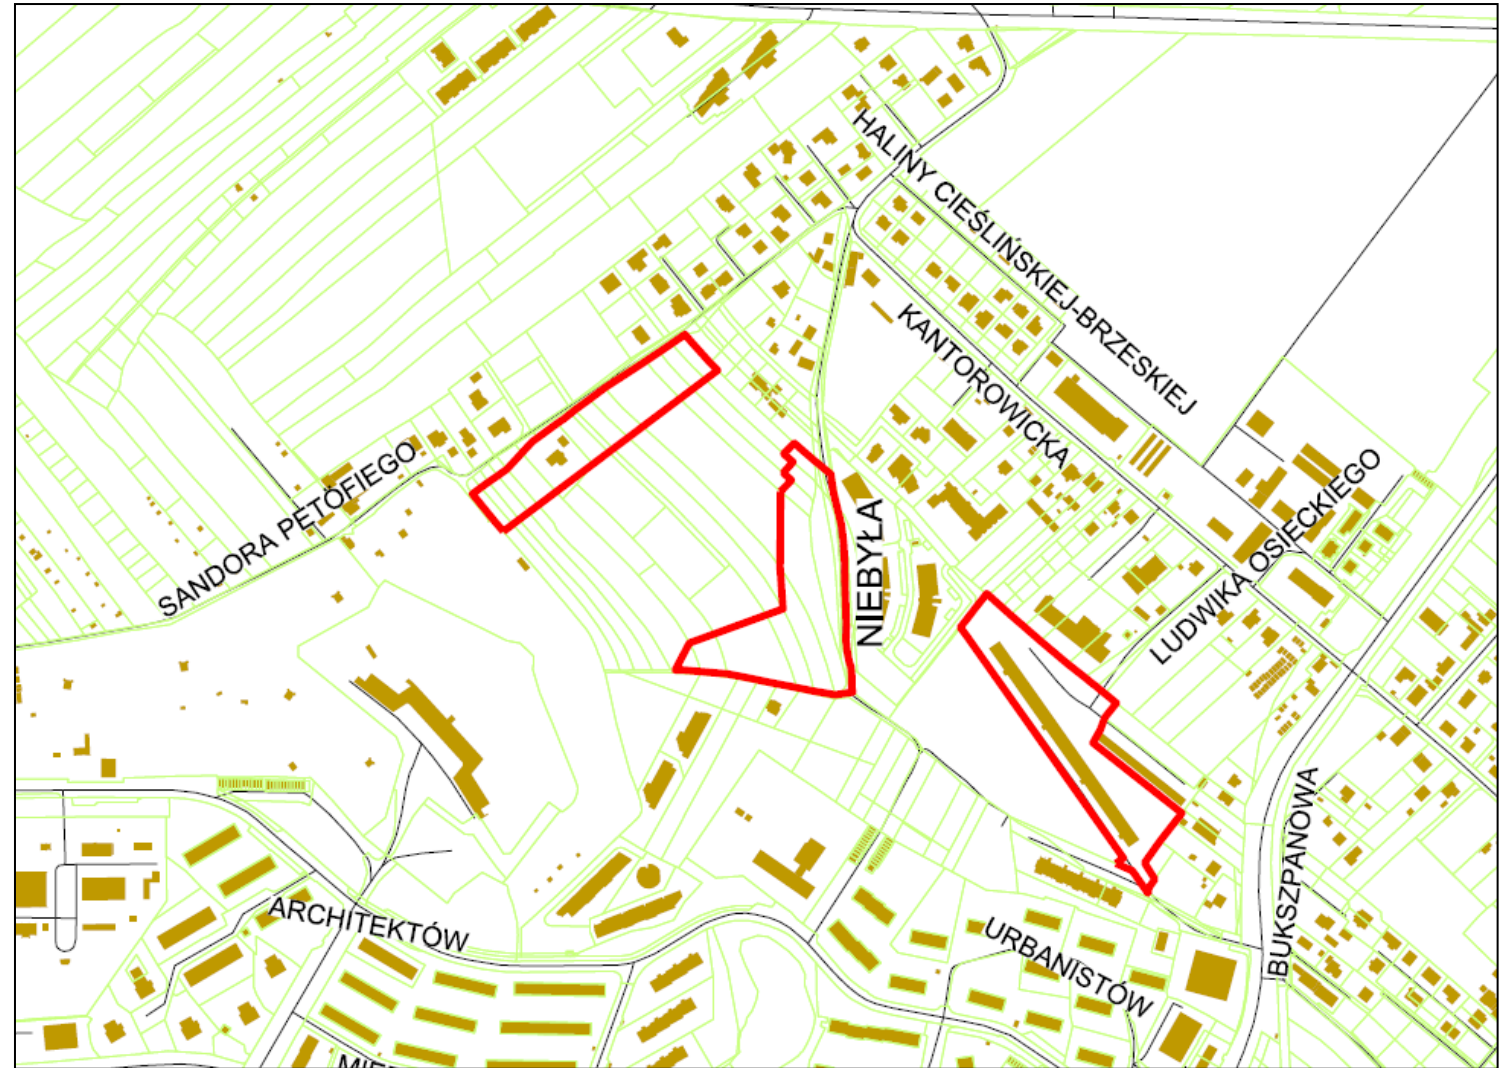 HALINY CIEŚLIŃSKIEJ-BRZESKIEJ
KANTOROWICKA
SANDORA PETÖFIEGO
NIEBYŁA
LUDWIKA OSIECKIEGO
BUKSZPANOWA
ARCHITEKTÓW
URBANISTÓW